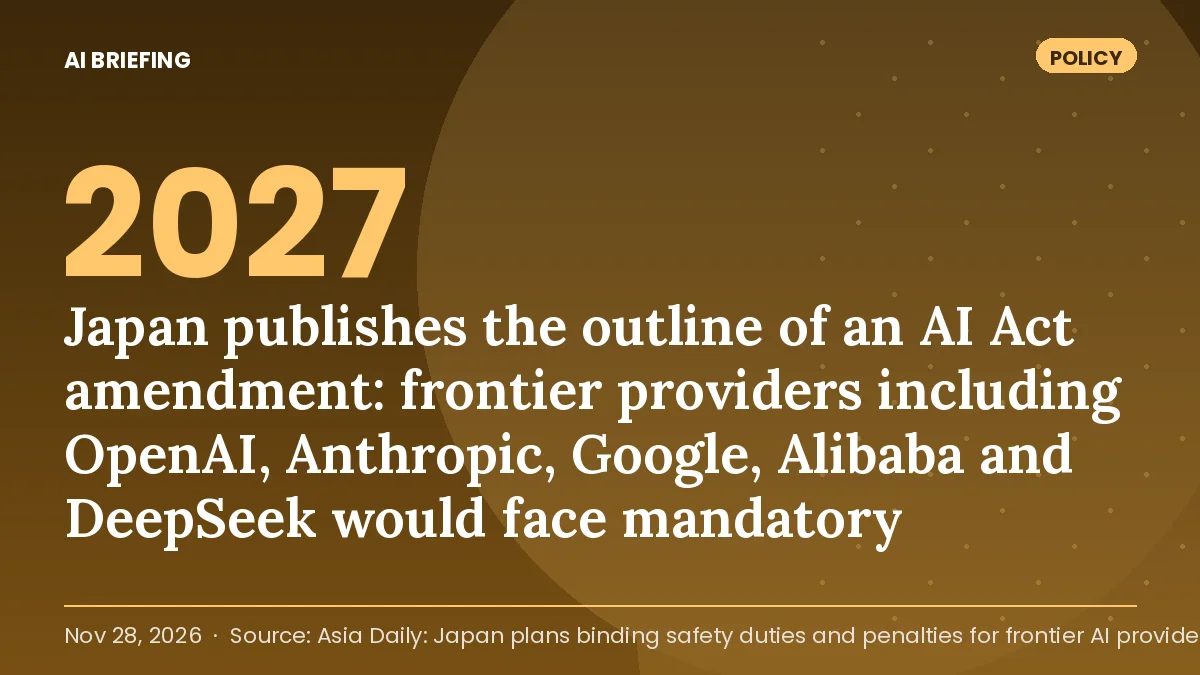 AI BRIEFING
POLICY
2027
Japan publishes the outline of an AI Act
amendment: frontier providers including
OpenAI, Anthropic, Google, Alibaba and
DeepSeek would face mandatory
Nov 28, 2026 · Source: Asia Daily: Japan plans binding safety duties and penalties for frontier AI provide